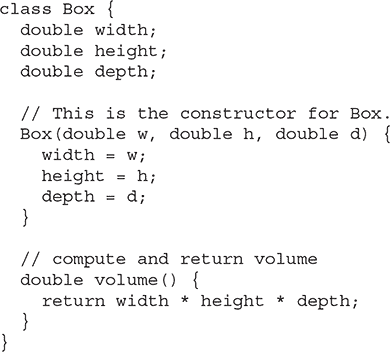 class Box {
  double width;
  double height;
  double depth;

  // This is the constructor for Box.
  Box(double w, double h, double d) {
    width = w;
    height = h;
    depth = d;
  }

  // compute and return volume
  double volume() {
    return width * height * depth;
  }
}